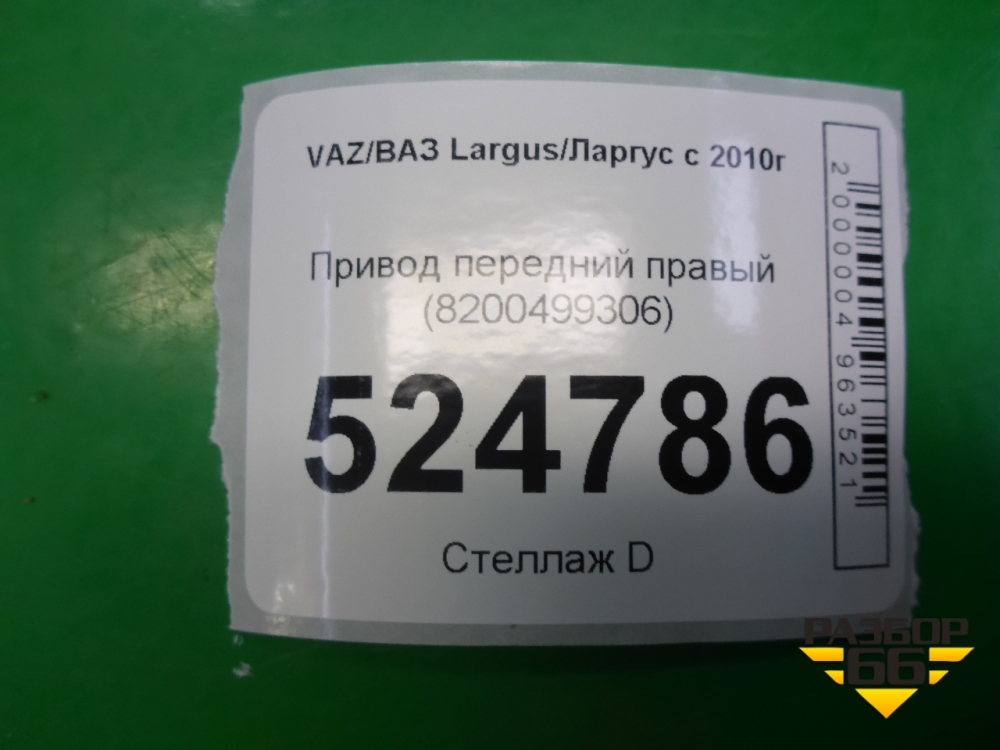 VAZ/ВАЗ Largus/Ларгус с 2010г
Привод передний правый
(8200499306)
524786
Стеллаж D
2000004963521
РАЗБОР
66